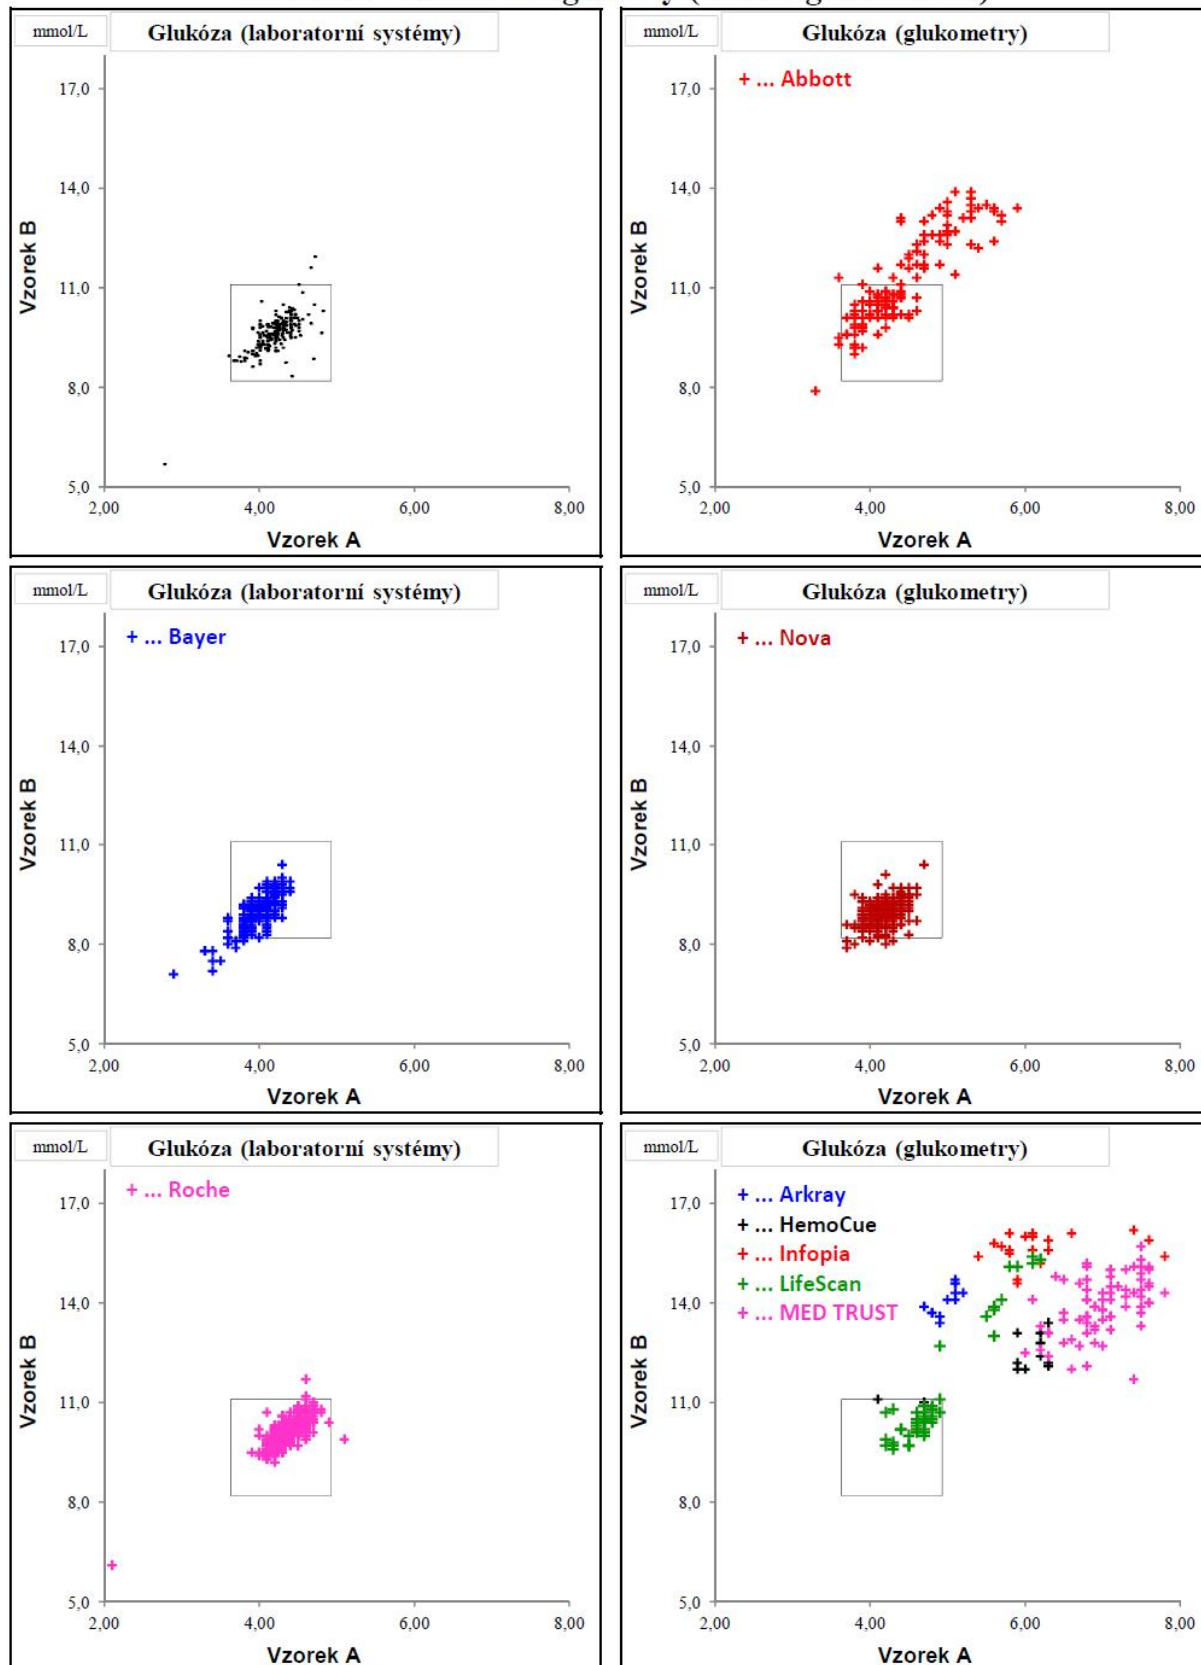 mmol/L
Glukóza (laboratorní systémy)
17,0
14,0
11,0
8,0
5,0
Vzorek B
2,00 4,00 6,00 8,00
Vzorek A
mmol/L
Glukóza (glukometry)
+ ... Abbott
17,0
14,0
11,0
8,0
5,0
Vzorek B
2,00 4,00 6,00 8,00
Vzorek A
mmol/L
Glukóza (laboratorní systémy)
+ ... Bayer
17,0
14,0
11,0
8,0
5,0
Vzorek B
2,00 4,00 6,00 8,00
Vzorek A
mmol/L
Glukóza (glukometry)
+ ... Nova
17,0
14,0
11,0
8,0
5,0
Vzorek B
2,00 4,00 6,00 8,00
Vzorek A
mmol/L
Glukóza (laboratorní systémy)
+ ... Roche
17,0
14,0
11,0
8,0
5,0
Vzorek B
2,00 4,00 6,00 8,00
Vzorek A
mmol/L
Glukóza (glukometry)
+ ... Arkray
+ ... HemoCue
+ ... Infopia
+ ... LifeScan
+ ... MED TRUST
17,0
14,0
11,0
8,0
5,0
Vzorek B
2,00 4,00 6,00 8,00
Vzorek A